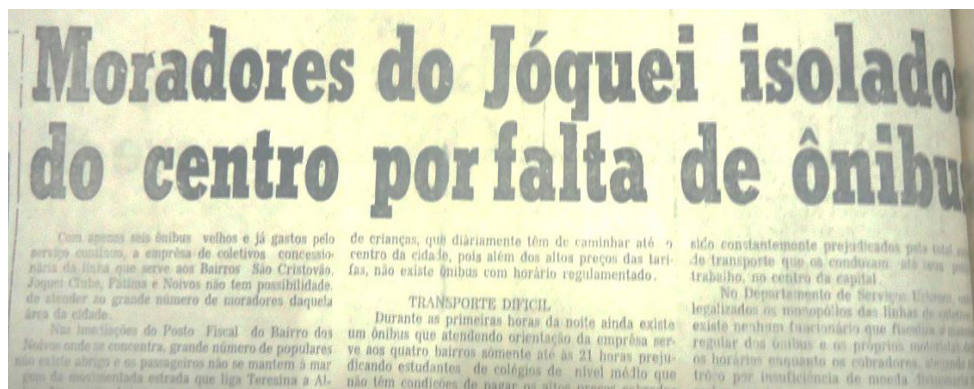 Moradores do Jóquei isolado
do centro por falta de ônibu
Com apenas seis ônibus velhos e já gastos pelo
serviço contínuo, a emprêsa de coletivos concessio-
nária da linha que serve aos Bairros São Cristovão,
Joquei Clube, Fátima e Noivos não tem possibilidade,
de atender ao grande número de moradores daquela
área da cidade.
Nas imediações do Posto Fiscal do Bairro dos
Noivos onde se concentra, grande número de populares
não existe abrigo e os passageiros não se mantem à mar
gem da movimentada estrada que liga Teresina a Al-
de crianças, que diàriamente têm de caminhar até o
centro da cidade, pois além dos altos preços das tari-
fas, não existe ônibus com horário regulamentado.
TRANSPORTE DIFICIL
Durante as primeiras horas da noite ainda existe
um ônibus que atendendo orientação da emprêsa ser-
ve aos quatro bairros sòmente até às 21 horas preju-
dicando estudantes de colégios de nível médio que
não têm condições de pagar os altos preços cobrados
sido constantemente prejudicados pela total
de transporte que os conduzam até seus
trabalho, no centro da capital.
No Departamento de Serviços Urbanos,
legalizados os monopólios das linhas de
existe nenhum funcionário que fiscalize o
regular dos ônibus e os próprios
os horários enquanto os cobradores,
trôco por insuficiência de moeda